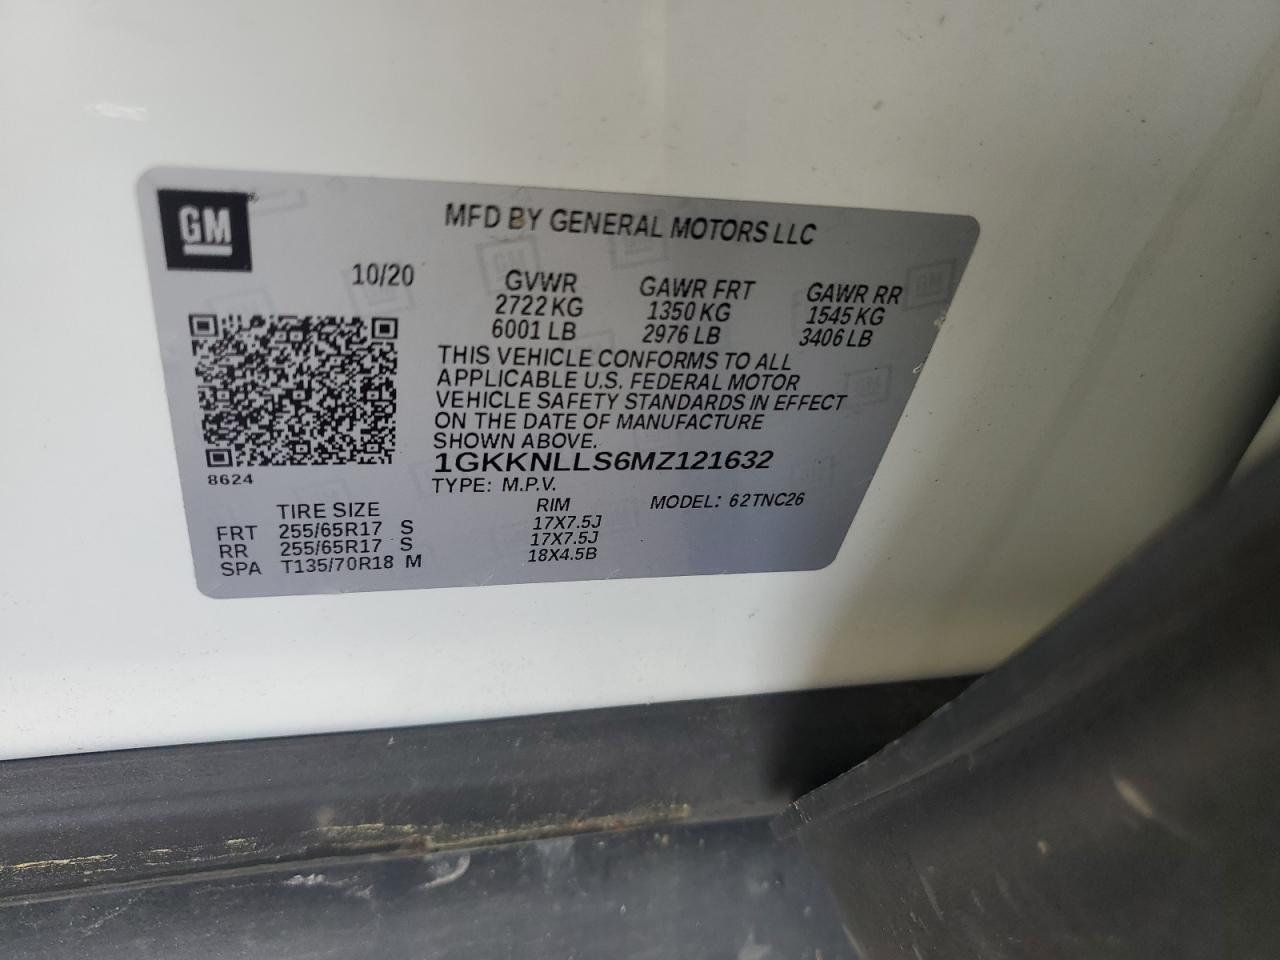 GM
MFD BY GENERAL MOTORS LLC
10/20
GVWR GAWR FRT GAWR RR
2722 KG 1350 KG 1545 KG
6001 LB 2976 LB 3406 LB
THIS VEHICLE CONFORMS TO ALL
APPLICABLE U.S. FEDERAL MOTOR
VEHICLE SAFETY STANDARDS IN EFFECT
ON THE DATE OF MANUFACTURE
SHOWN ABOVE.
1GKKNLLS6MZ121632
8624
TYPE: M.P.V.
TIRE SIZE RIM MODEL: 62TNC26
FRT 255/65R17 S 17X7.5J
RR 255/65R17 S 17X7.5J
SPA T135/70R18 M 18X4.5B